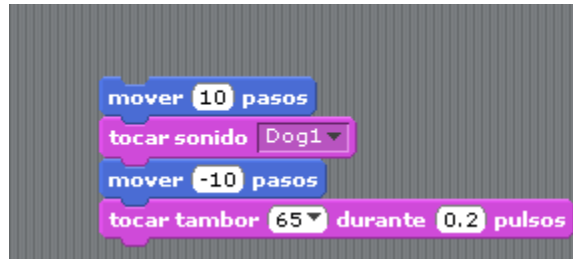 mover 10 pasos
tocar sonido Dog1
mover -10 pasos
tocar tambor 65 durante 0.2 pulsos